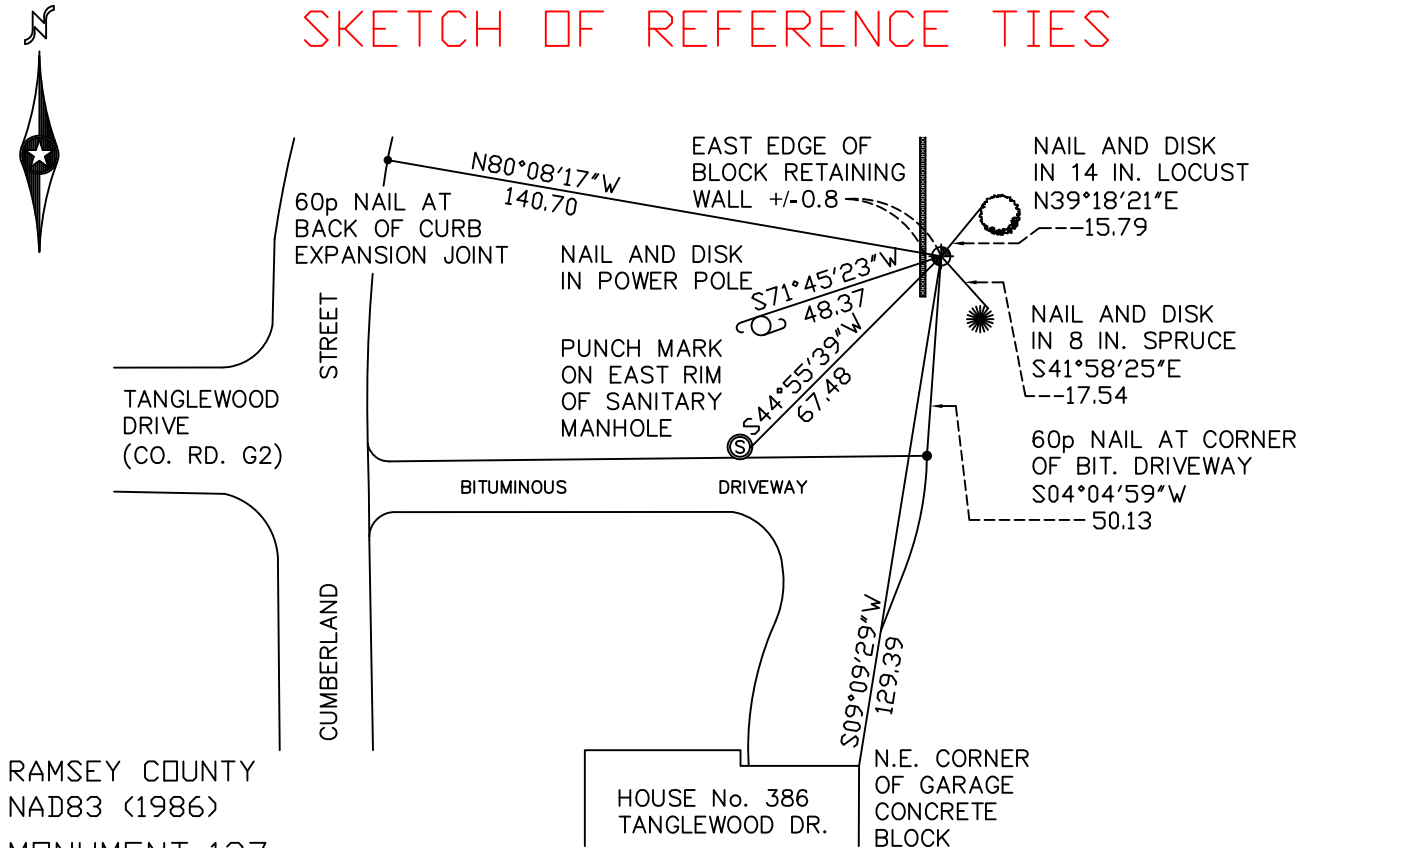 N
SKETCH OF REFERENCE TIES
N80°08'17"W
140.70
60p NAIL AT
BACK OF CURB
EXPANSION JOINT
EAST EDGE OF
BLOCK RETAINING
WALL +/-0.8
NAIL AND DISK
IN 14 IN. LOCUST
N39°18'21"E
15.79
NAIL AND DISK
IN POWER POLE
S71°45'23"W
48.37
NAIL AND DISK
IN 8 IN. SPRUCE
S41°58'25"E
17.54
PUNCH MARK
ON EAST RIM
OF SANITARY
MANHOLE
S44°55'39"W
67.48
S
STREET
TANGLEWOOD
DRIVE
(CO. RD. G2)
60p NAIL AT CORNER
OF BIT. DRIVEWAY
S04°04'59"W
50.13
BITUMINOUS DRIVEWAY
CUMBERLAND
S09°09'29"W
129.39
N.E. CORNER
OF GARAGE
CONCRETE
BLOCK
HOUSE No. 386
TANGLEWOOD DR.
RAMSEY COUNTY
NAD83 (1986)
MONUMENT